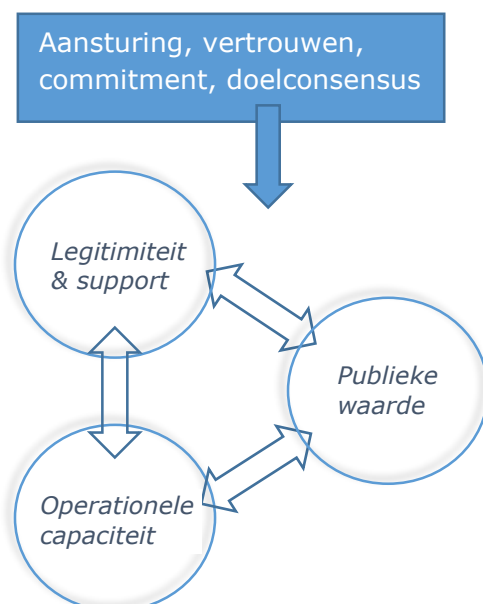 Aansturing, vertrouwen,
commitment, doelconsensus
Legitimiteit
& support
Publieke
waarde
Operationele
capaciteit